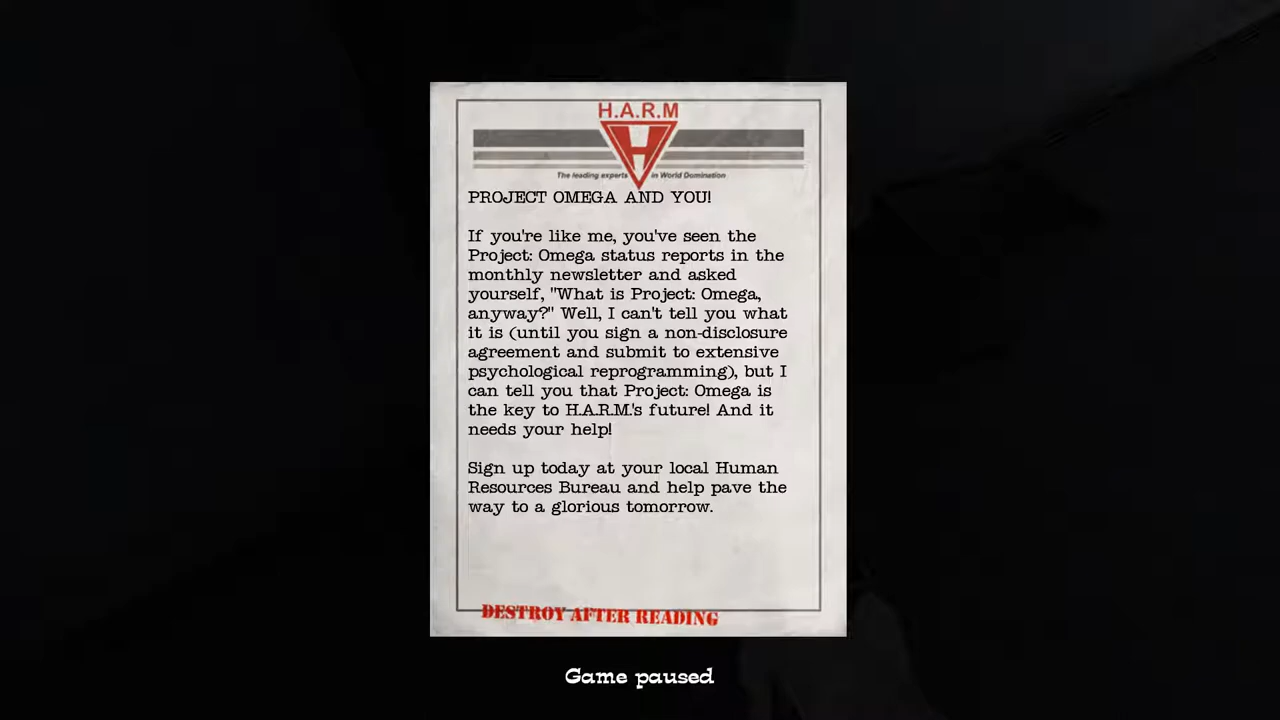 H.A.R.M
H
The leading experts in World Domination
PROJECT OMEGA AND YOU!
If you're like me, you've seen the
Project: Omega status reports in the
monthly newsletter and asked
yourself, "What is Project: Omega,
anyway?" Well, I can't tell you what
it is (until you sign a non-disclosure
agreement and submit to extensive
psychological reprogramming), but I
can tell you that Project: Omega is
the key to H.A.R.M.'s future! And it
needs your help!
Sign up today at your local Human
Resources Bureau and help pave the
way to a glorious tomorrow.
DESTROY AFTER READING
Game paused